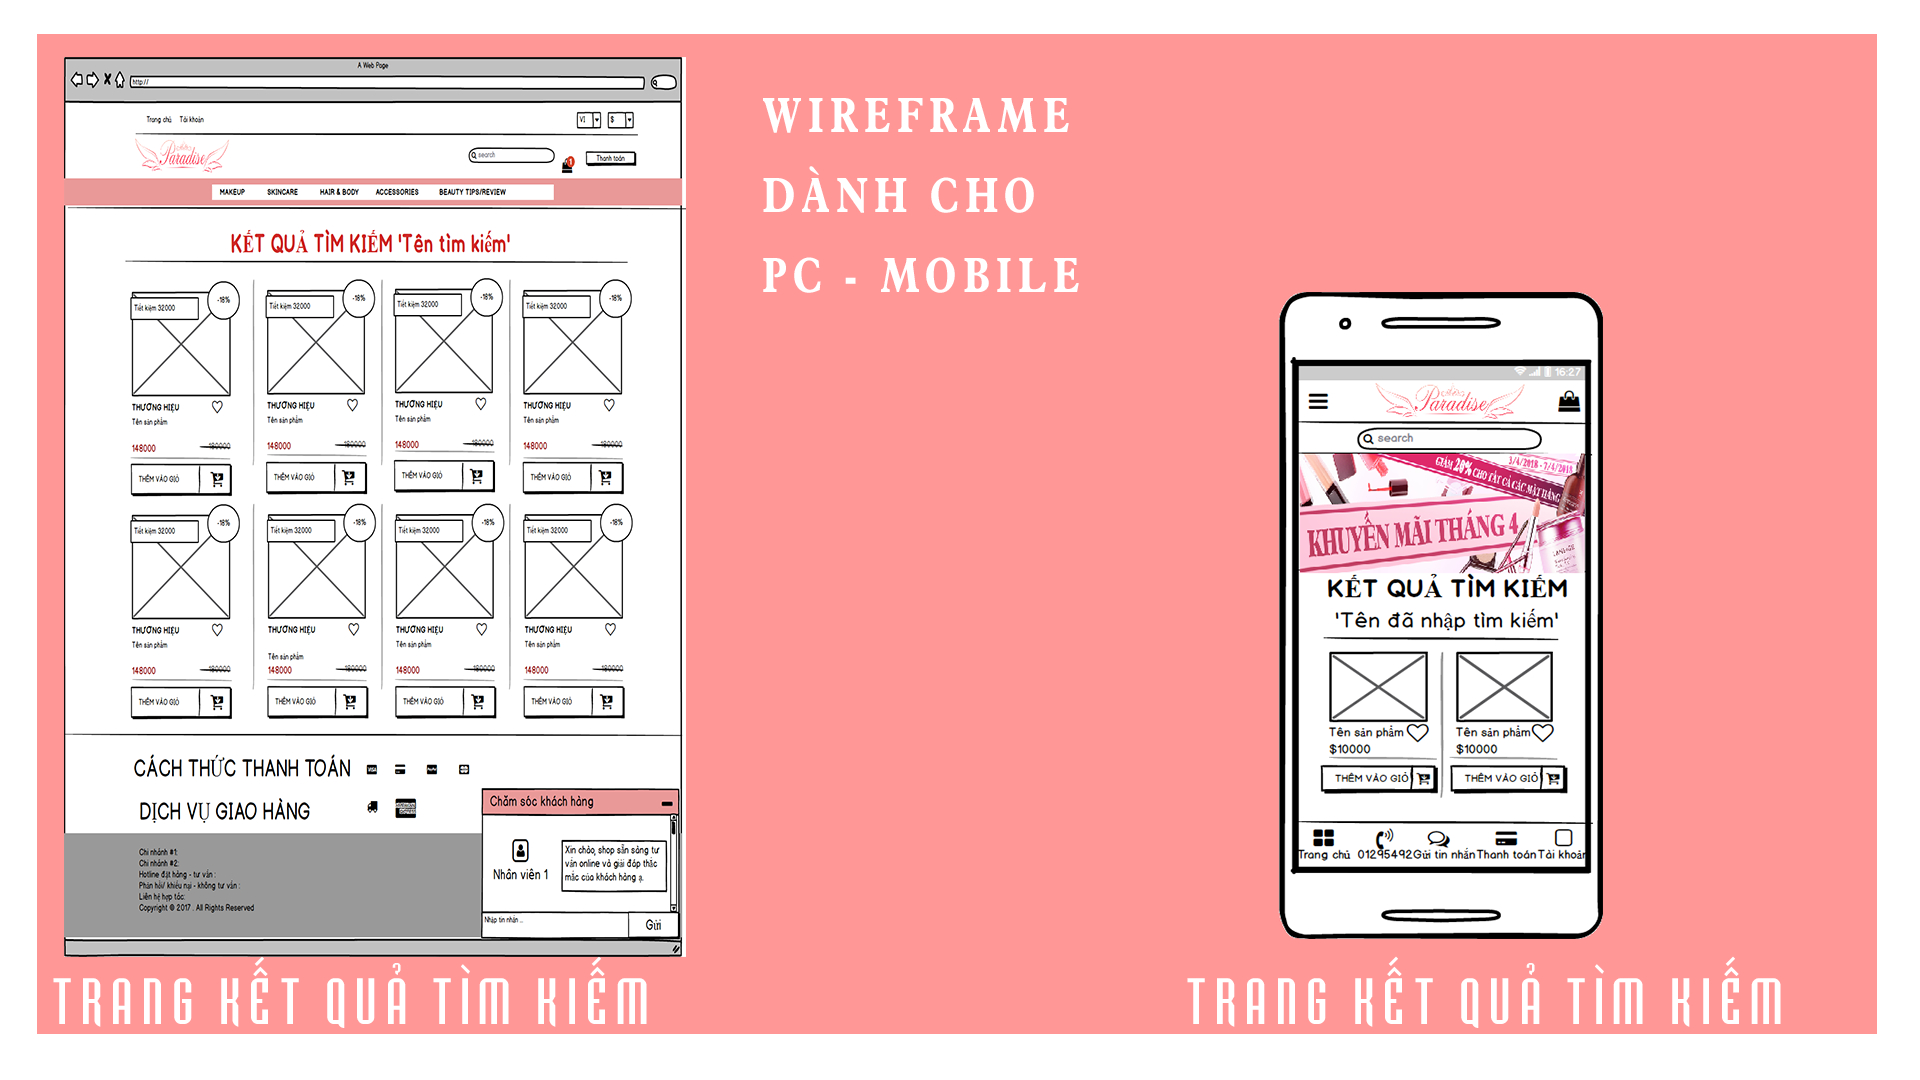 A Web Page
http://
Trang chủ Tài khoản
VI $
Paradise
search
1
Thanh toán
MAKEUP SKINCARE HAIR & BODY ACCESSORIES BEAUTY TIPS/REVIEW
KẾT QUẢ TÌM KIẾM 'Tên tìm kiếm'
Tiết kiệm 32000 -18% Tiết kiệm 32000 -18% Tiết kiệm 32000 -18% Tiết kiệm 32000 -18%
THƯƠNG HIỆU THƯƠNG HIỆU THƯƠNG HIỆU THƯƠNG HIỆU
Tên sản phẩm Tên sản phẩm Tên sản phẩm Tên sản phẩm
148000 180000 148000 180000 148000 180000 148000 180000
THÊM VÀO GIỎ THÊM VÀO GIỎ THÊM VÀO GIỎ THÊM VÀO GIỎ
Tiết kiệm 32000 -18% Tiết kiệm 32000 -18% Tiết kiệm 32000 -18% Tiết kiệm 32000 -18%
THƯƠNG HIỆU THƯƠNG HIỆU THƯƠNG HIỆU THƯƠNG HIỆU
Tên sản phẩm Tên sản phẩm Tên sản phẩm Tên sản phẩm
148000 180000 148000 180000 148000 180000 148000 180000
THÊM VÀO GIỎ THÊM VÀO GIỎ THÊM VÀO GIỎ THÊM VÀO GIỎ
CÁCH THỨC THANH TOÁN
VISA
DỊCH VỤ GIAO HÀNG
Chi nhánh #1:
Chi nhánh #2:
Hotline đặt hàng - tư vấn :
Phản hồi/ khiếu nại - không tư vấn :
Liên hệ hợp tác:
Copyright © 2017 . All Rights Reserved
Chăm sóc khách hàng
Nhân viên 1
Xin chào, shop sẵn sàng tư
vấn online và giải đáp thắc
mắc của khách hàng ạ.
Nhập tin nhắn ...
Gửi
TRANG KẾT QUẢ TÌM KIẾM
WIREFRAME
DÀNH CHO
PC - MOBILE
16:27
Paradise
search
3/4/2018 - 7/4/2018
GIẢM 20% CHO TẤT CẢ CÁC MẶT HÀNG
KHUYẾN MÃI THÁNG 4
KẾT QUẢ TÌM KIẾM
'Tên đã nhập tìm kiếm'
Tên sản phẩm Tên sản phẩm
$10000 $10000
THÊM VÀO GIỎ THÊM VÀO GIỎ
Trang chủ 01295492 Gửi tin nhắn Thanh toán Tài khoản
TRANG KẾT QUẢ TÌM KIẾM